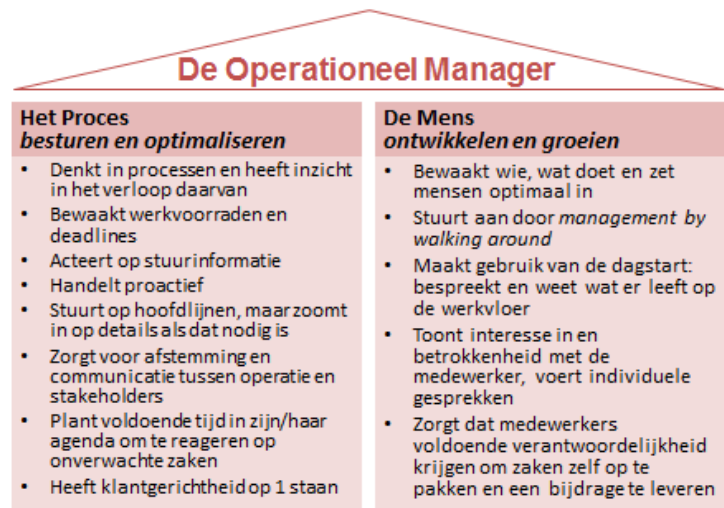 De Operationeel Manager
Het Proces
besturen en optimaliseren
• Denkt in processen en heeft inzicht
in het verloop daarvan
• Bewaakt werkvoorraden en
deadlines
• Acteert op stuurinformatie
• Handelt proactief
• Stuurt op hoofdlijnen, maar zoomt
in op details als dat nodig is
• Zorgt voor afstemming en
communicatie tussen operatie en
stakeholders
• Plant voldoende tijd in zijn/haar
agenda om te reageren op
onverwachte zaken
• Heeft klantgerichtheid op 1 staan
De Mens
ontwikkelen en groeien
• Bewaakt wie, wat doet en zet
mensen optimaal in
• Stuurt aan door management by
walking around
• Maakt gebruik van de dagstart:
bespreekt en weet wat er leeft op
de werkvloer
• Toont interesse in en
betrokkenheid met de
medewerker, voert individuele
gesprekken
• Zorgt dat medewerkers
voldoende verantwoordelijkheid
krijgen om zaken zelf op te
pakken en een bijdrage te leveren